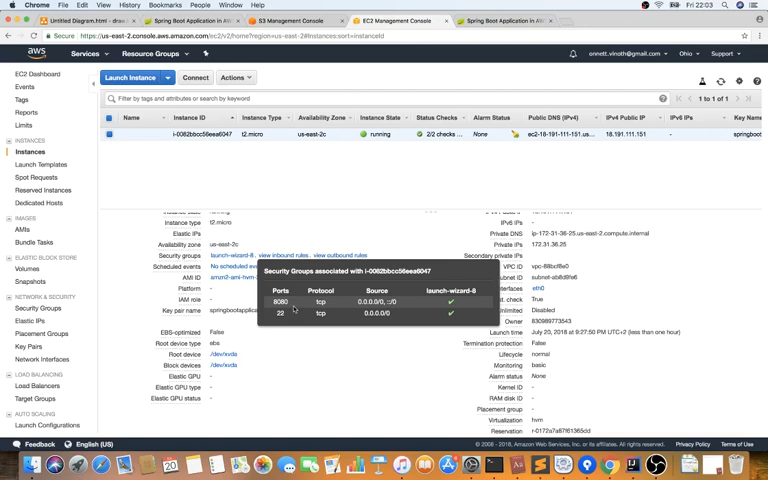 Chrome File Edit View History Bookmarks People Window Help Fri 22:03
Untitled Diagram.html - draw Spring Boot Application in AW S3 Management Console EC2 Management Console Spring Boot Application in AW
Secure https://us-east-2.console.aws.amazon.com/ec2/v2/home?region=us-east-2#Instances:sort=instanceId
aws Services Resource Groups onnett.vinoth@gmail.com Ohio Support
EC2 Dashboard
Events
Tags
Reports
Limits
INSTANCES
Instances
Launch Templates
Spot Requests
Reserved Instances
Dedicated Hosts
IMAGES
AMIs
Bundle Tasks
ELASTIC BLOCK STORE
Volumes
Snapshots
NETWORK & SECURITY
Security Groups
Elastic IPs
Placement Groups
Key Pairs
Network Interfaces
LOAD BALANCING
Load Balancers
Target Groups
AUTO SCALING
Launch Configurations
Launch Instance Connect Actions
Filter by tags and attributes or search by keyword 1 to 1 of 1
Name Instance ID Instance Type Availability Zone Instance State Status Checks Alarm Status Public DNS (IPv4) IPv4 Public IP IPv6 IPs Key Name
i-0082bbcc56eea6047 t2.micro us-east-2c running 2/2 checks ... None ec2-18-191-111-151.us... 18.191.111.151 - springboot
Instance type t2.micro
Elastic IPs
Availability zone us-east-2c
Security groups launch-wizard-8. view inbound rules. view outbound rules
Scheduled events No scheduled ev
AMI ID amzn2-ami-hvm-
Platform -
IAM role -
Key pair name springbootapplic
EBS-optimized False
Root device type ebs
Root device /dev/xvda
Block devices /dev/xvda
Elastic GPU -
Elastic GPU type -
Elastic GPU status -
Security Groups associated with i-0082bbcc56eea6047
Ports Protocol Source launch-wizard-8
8080 tcp 0.0.0.0/0, ::/0 ✔
22 tcp 0.0.0.0/0 ✔
IPv6 IPs -
Private DNS ip-172-31-36-25.us-east-2.compute.internal
Private IPs 172.31.36.25
Secondary private IPs
VPC ID vpc-88bcf8e0
Subnet ID subnet-ab8d9fe6
interfaces eth0
st. check True
Unlimited Disabled
Owner 830989773543
Launch time July 20, 2018 at 9:27:50 PM UTC+2 (less than one hour)
Termination protection False
Lifecycle normal
Monitoring basic
Alarm status None
Kernel ID -
RAM disk ID -
Placement group -
Virtualization hvm
Reservation r-0172a7a87f61365cd
Feedback English (US) © 2008 - 2018, Amazon Web Services, Inc. or its affiliates. All rights reserved. Privacy Policy Terms of Use